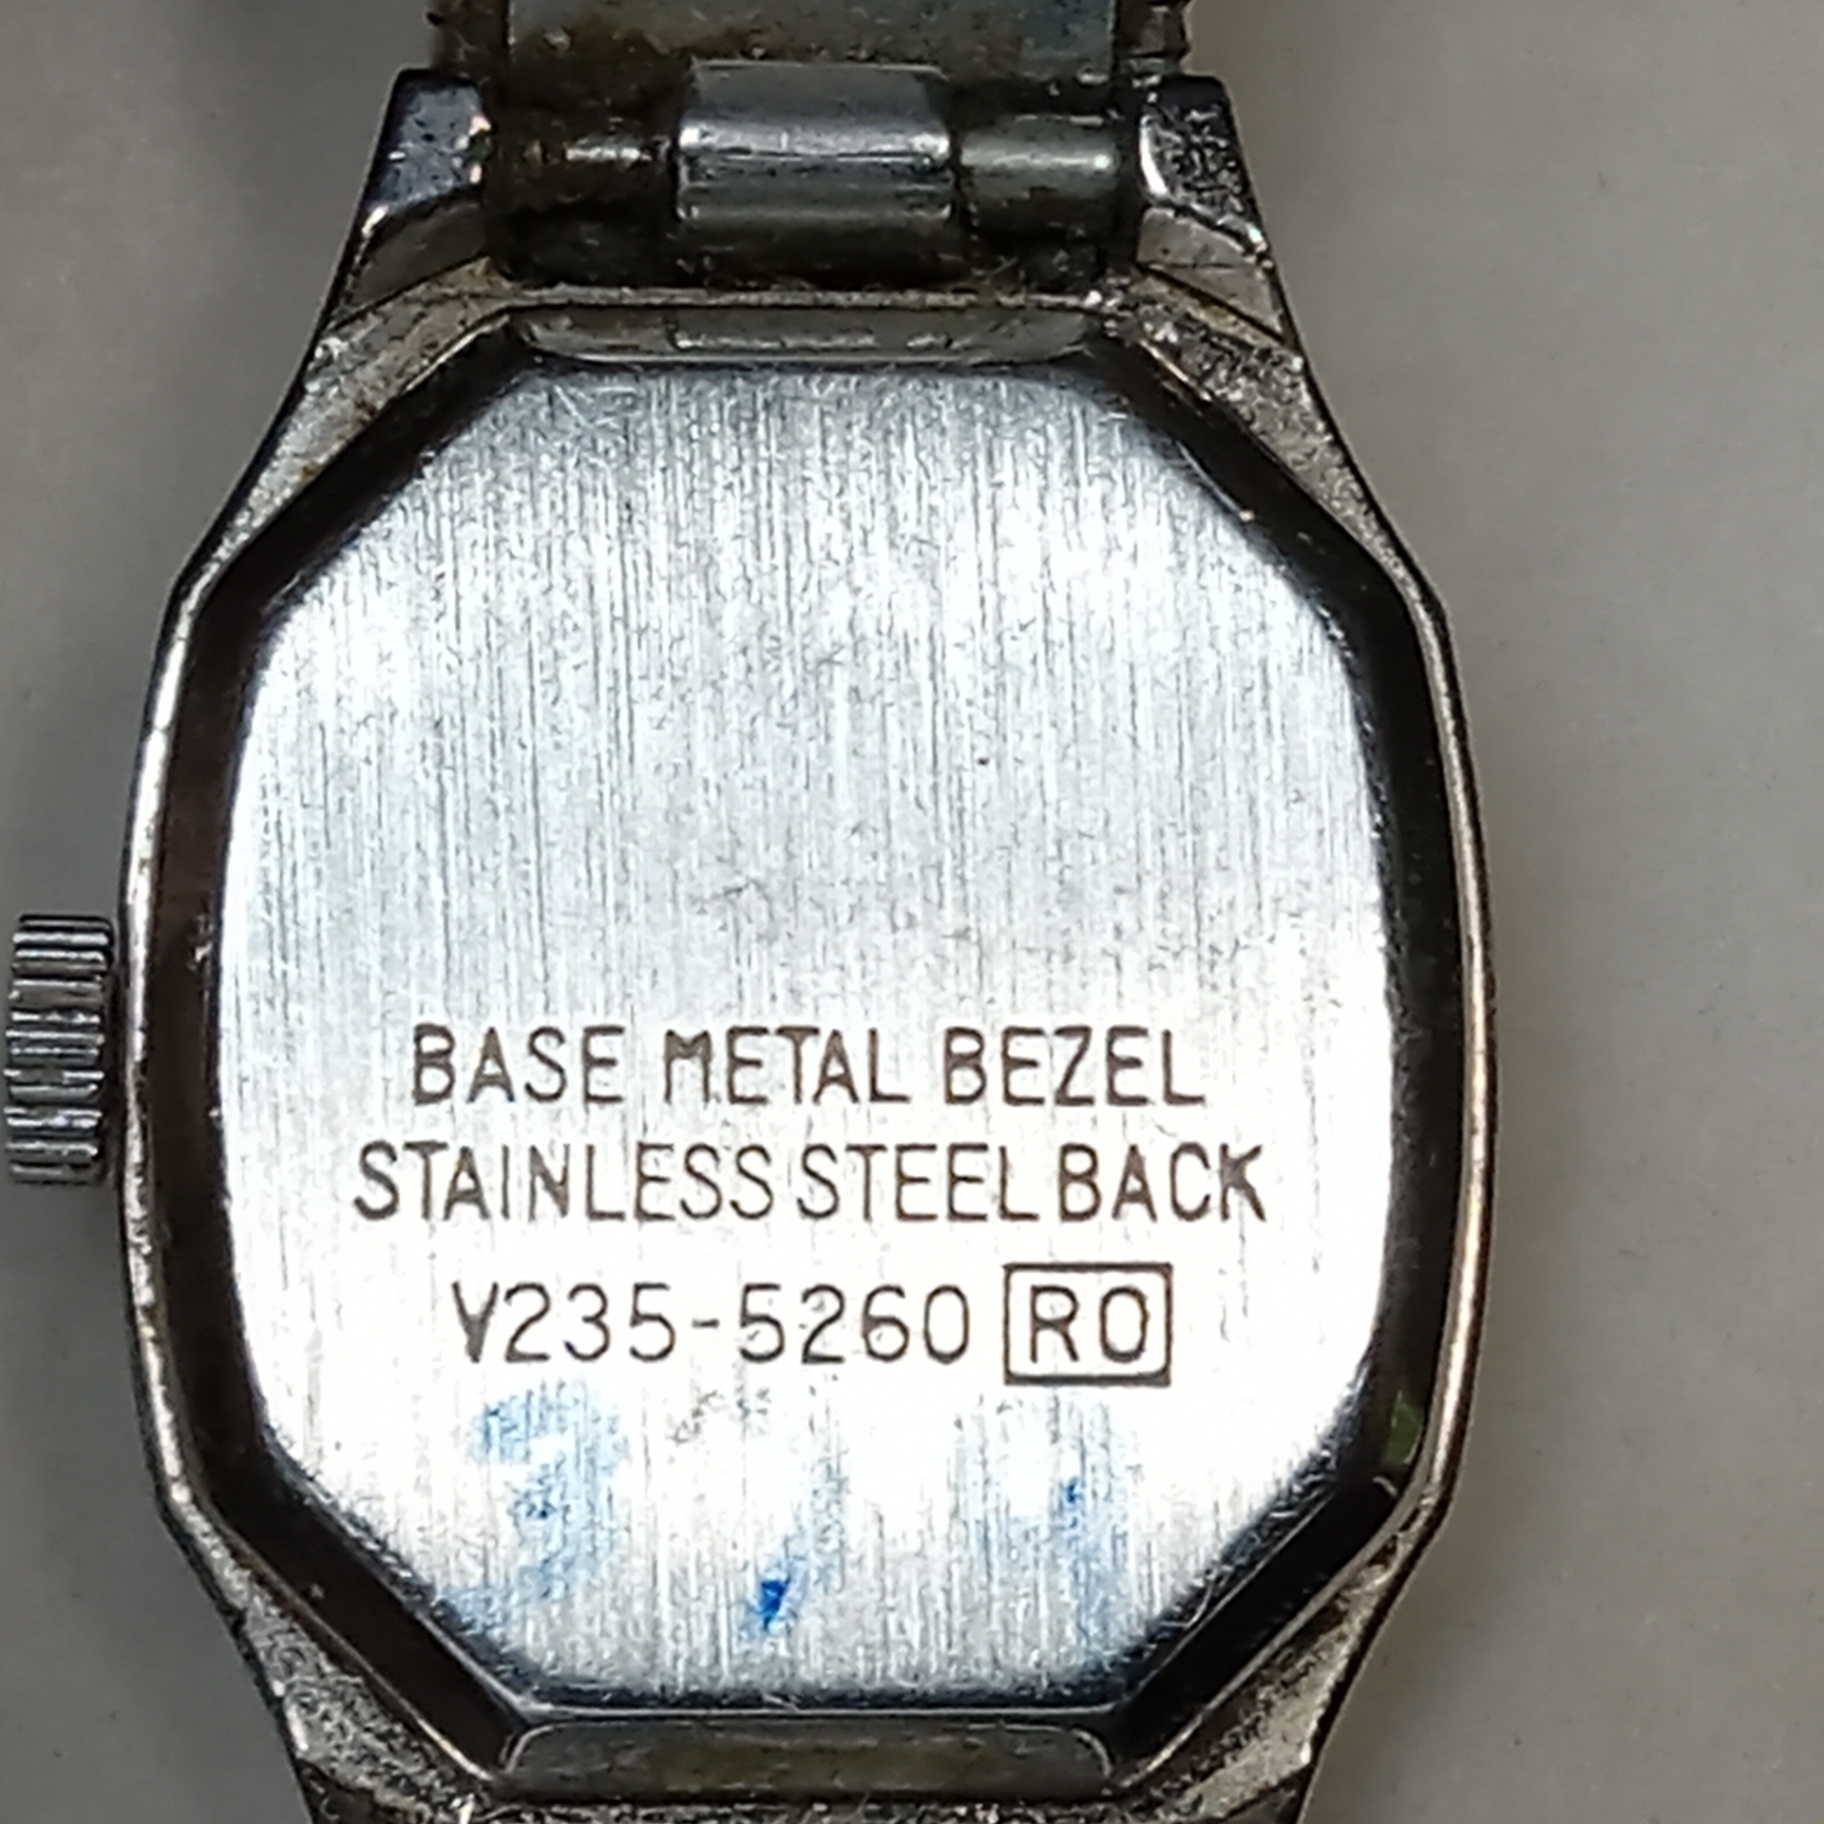 BASE METAL BEZEL
STAINLESS STEEL BACK
V235-5260 RO